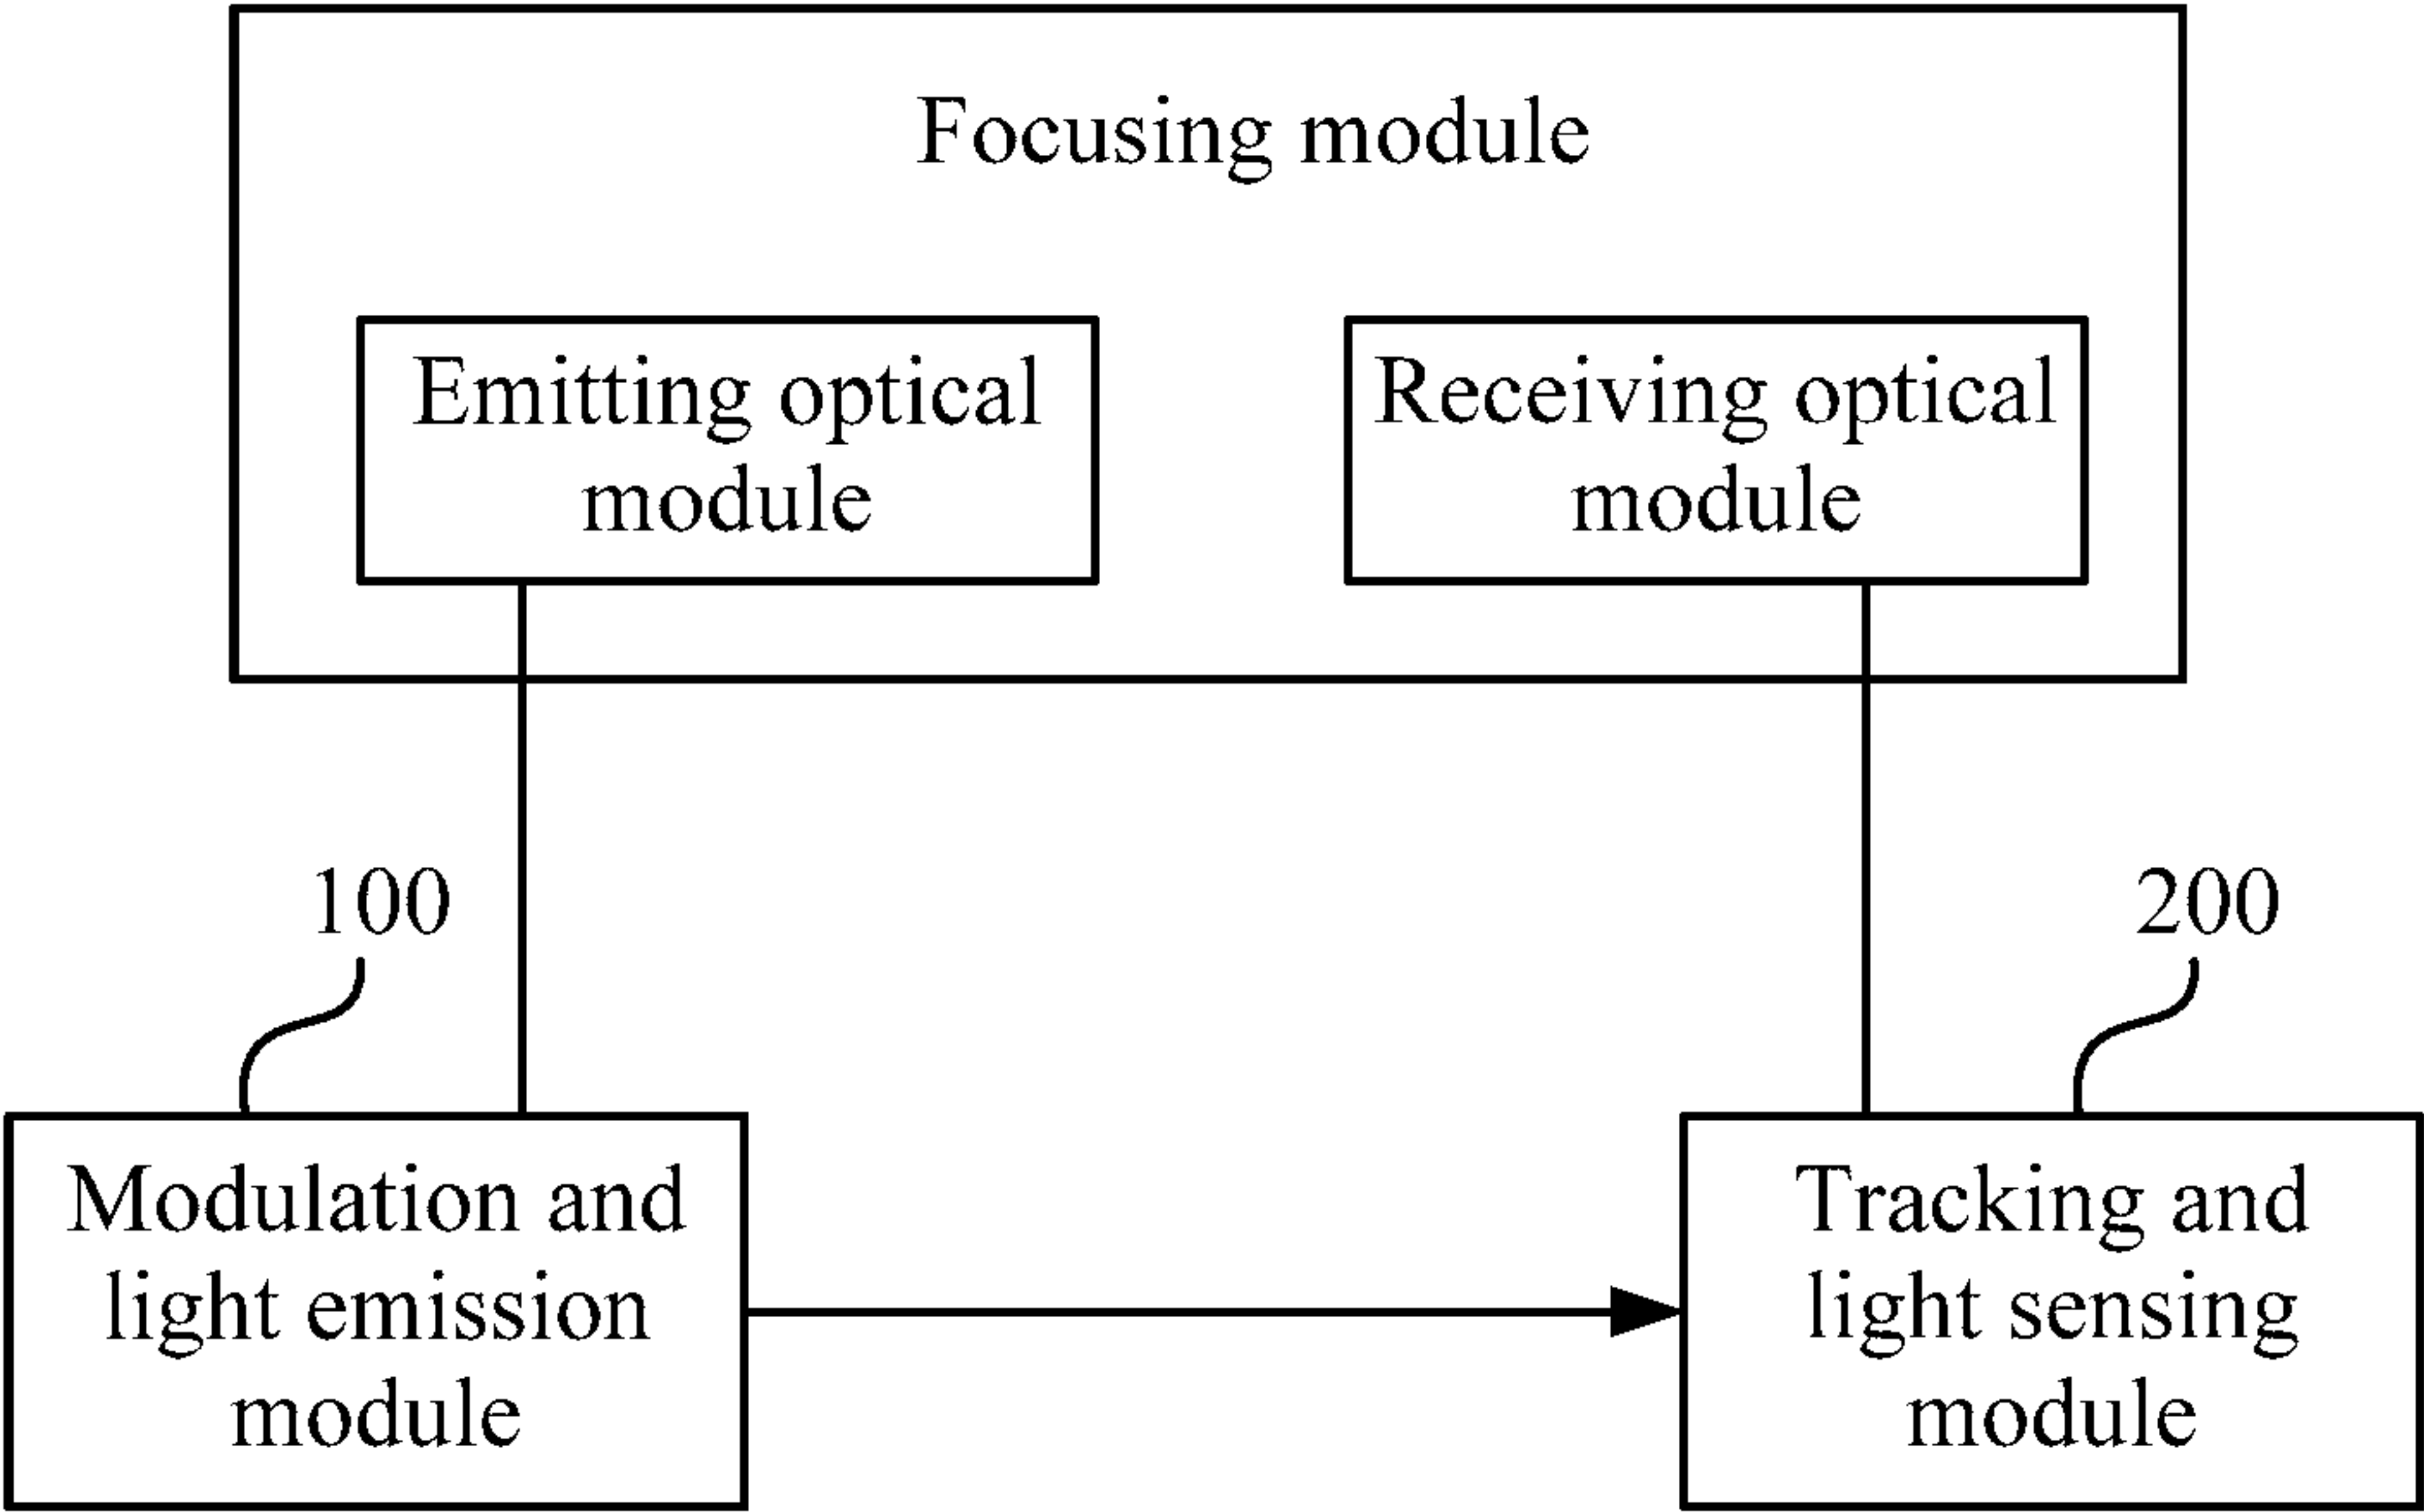 Focusing module
Emitting optical
module
Receiving optical
module
100
200
Modulation and
light emission
module
Tracking and
light sensing
module